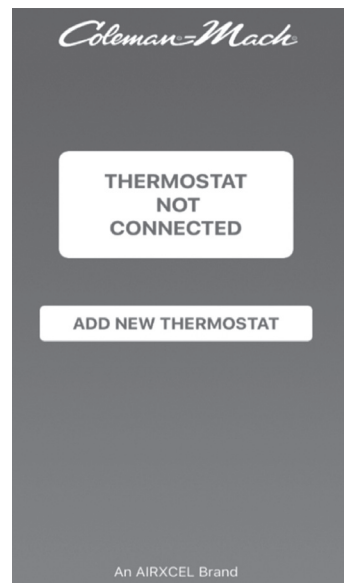 Coleman-Mach
THERMOSTAT
NOT
CONNECTED
ADD NEW THERMOSTAT
An AIRXCEL Brand